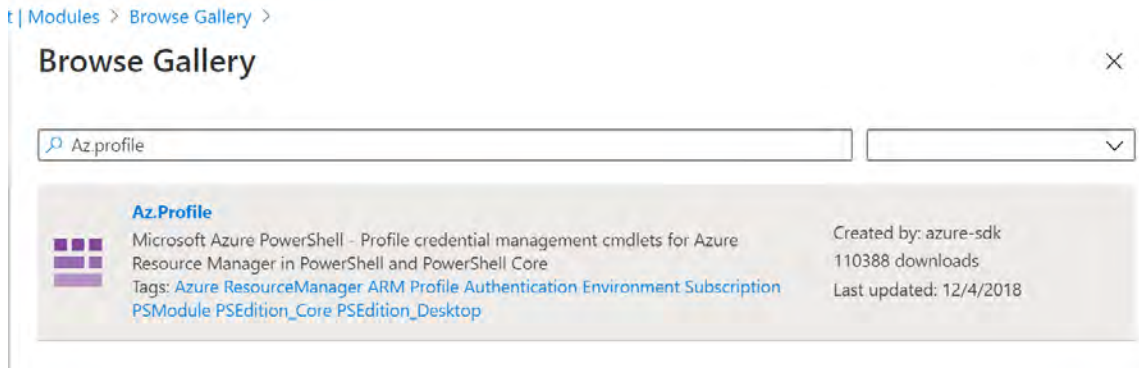 t | Modules > Browse Gallery >
Browse Gallery
Az.profile
Az.Profile
Microsoft Azure PowerShell - Profile credential management cmdlets for Azure
Resource Manager in PowerShell and PowerShell Core
Tags: Azure ResourceManager ARM Profile Authentication Environment Subscription
PSModule PSEdition_Core PSEdition_Desktop
Created by: azure-sdk
110388 downloads
Last updated: 12/4/2018